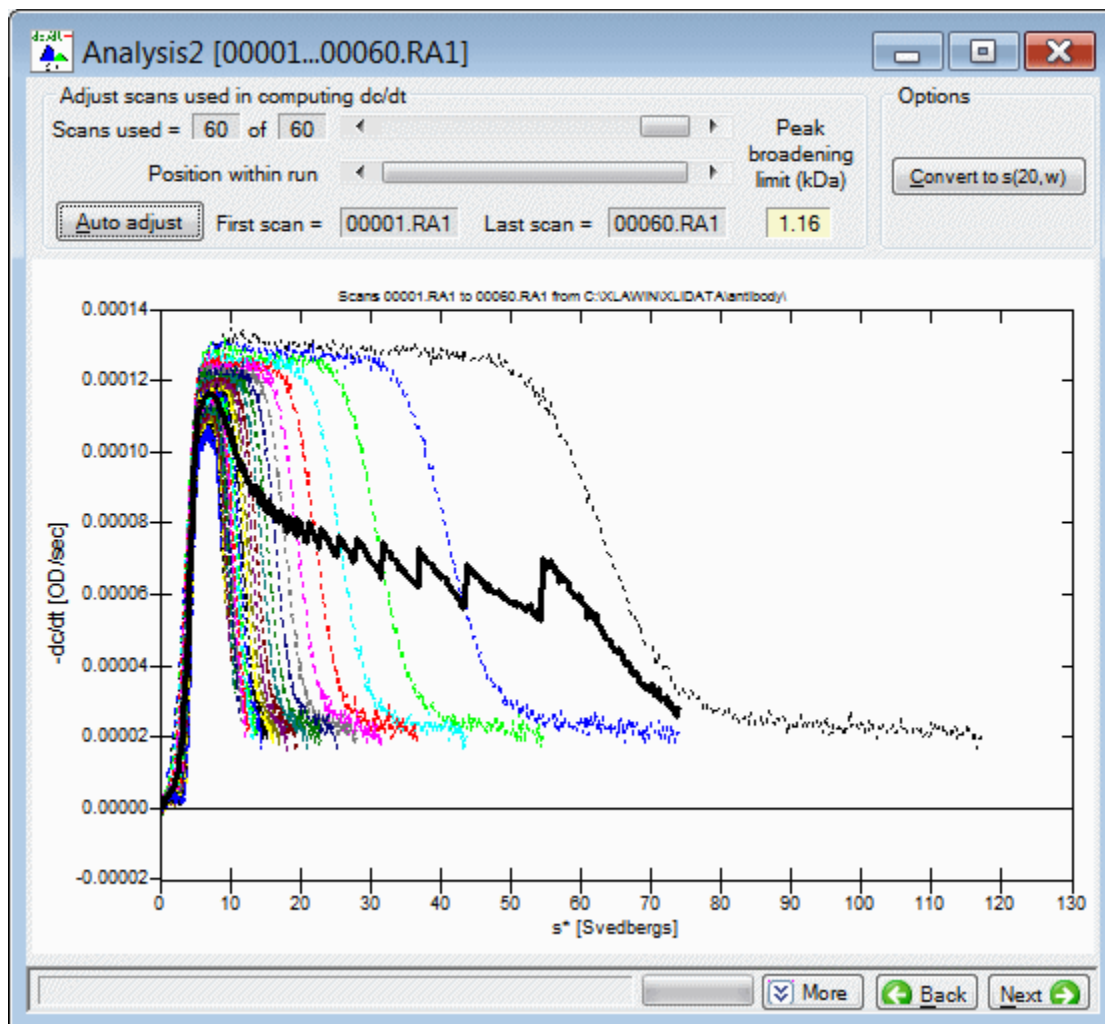 dc/dt
Analysis2 [00001...00060.RA1]
Adjust scans used in computing dc/dt
Scans used = 60 of 60
Position within run
Peak
broadening
limit (kDa)
Auto adjust First scan = 00001.RA1 Last scan = 00060.RA1 1.16
Options
Convert to s(20,w)
Scans 00001.RA1 to 00060.RA1 from C:\XLAWIN\XLIDATA\antibody\
-dc/dt [OD/sec]
0.00014
0.00012
0.00010
0.00008
0.00006
0.00004
0.00002
0.00000
-0.00002
0 10 20 30 40 50 60 70 80 90 100 110 120 130
s* [Svedbergs]
More Back Next